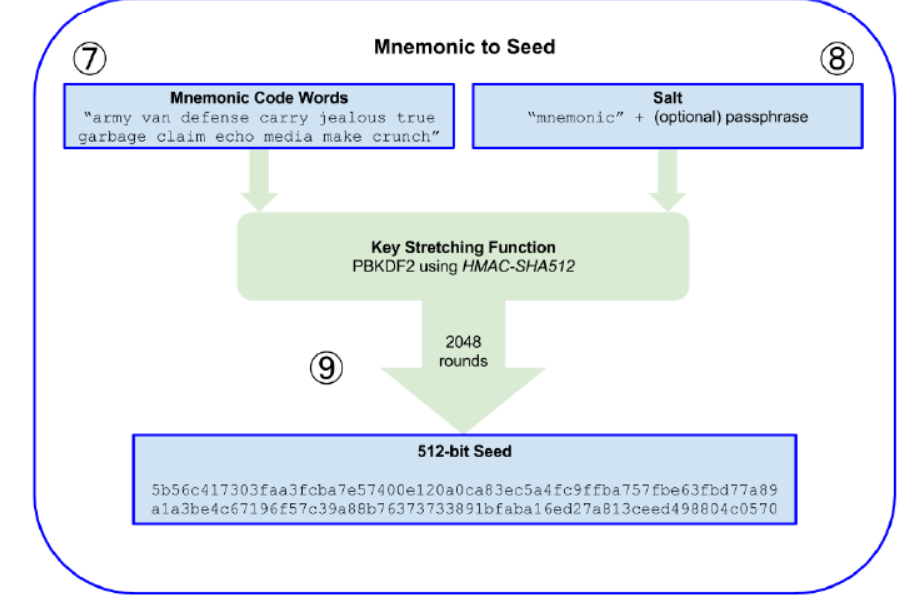 Mnemonic to Seed
⑦
⑧
Mnemonic Code Words
"army van defense carry jealous true
garbage claim echo media make crunch"
Salt
"mnemonic" + (optional) passphrase
Key Stretching Function
PBKDF2 using HMAC-SHA512
2048
rounds
⑨
512-bit Seed
5b56c417303faa3fcba7e57400e120a0ca83ec5a4fc9ffba757fbe63fbd77a89
a1a3be4c67196f57c39a88b76373733891bfaba16ed27a813ceed498804c0570